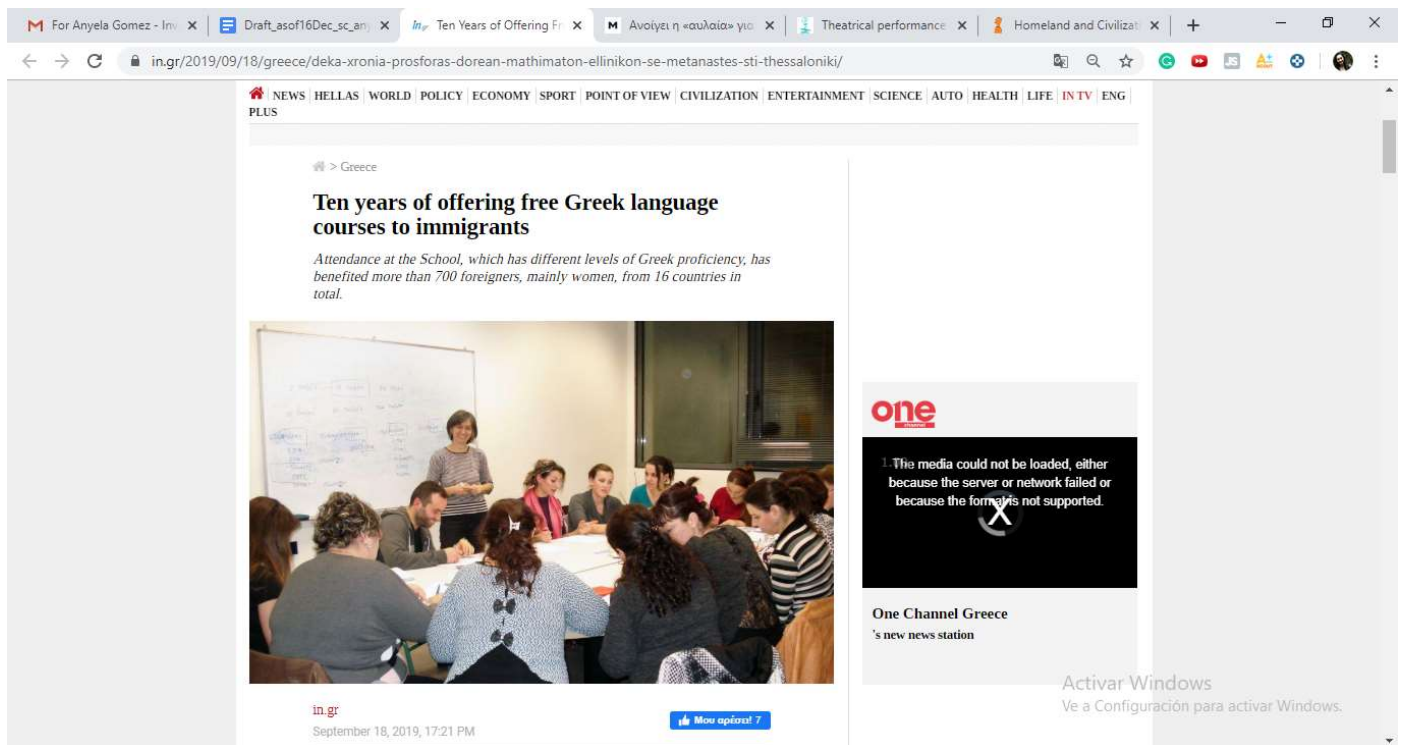 For Anyela Gomez - Inv
Draft_asof16Dec_sc_any
in Ten Years of Offering Fr
M Ανοίγει η «αυλαία» για
Theatrical performance
Homeland and Civilizat
in.gr/2019/09/18/greece/deka-xronia-prosforas-dorean-mathimaton-ellinikon-se-metanastes-sti-thessaloniki/
NEWS HELLAS WORLD POLICY ECONOMY SPORT POINT OF VIEW CIVILIZATION ENTERTAINMENT SCIENCE AUTO HEALTH LIFE IN TV ENG
PLUS
> Greece
Ten years of offering free Greek language
courses to immigrants
Attendance at the School, which has different levels of Greek proficiency, has
benefited more than 700 foreigners, mainly women, from 16 countries in
total.
one
channel
The media could not be loaded, either
because the server or network failed or
because the format is not supported.
X
One Channel Greece
's new news station
in.gr
September 18, 2019, 17:21 PM
Μου αρέσει! 7
Activar Windows
Ve a Configuración para activar Windows.